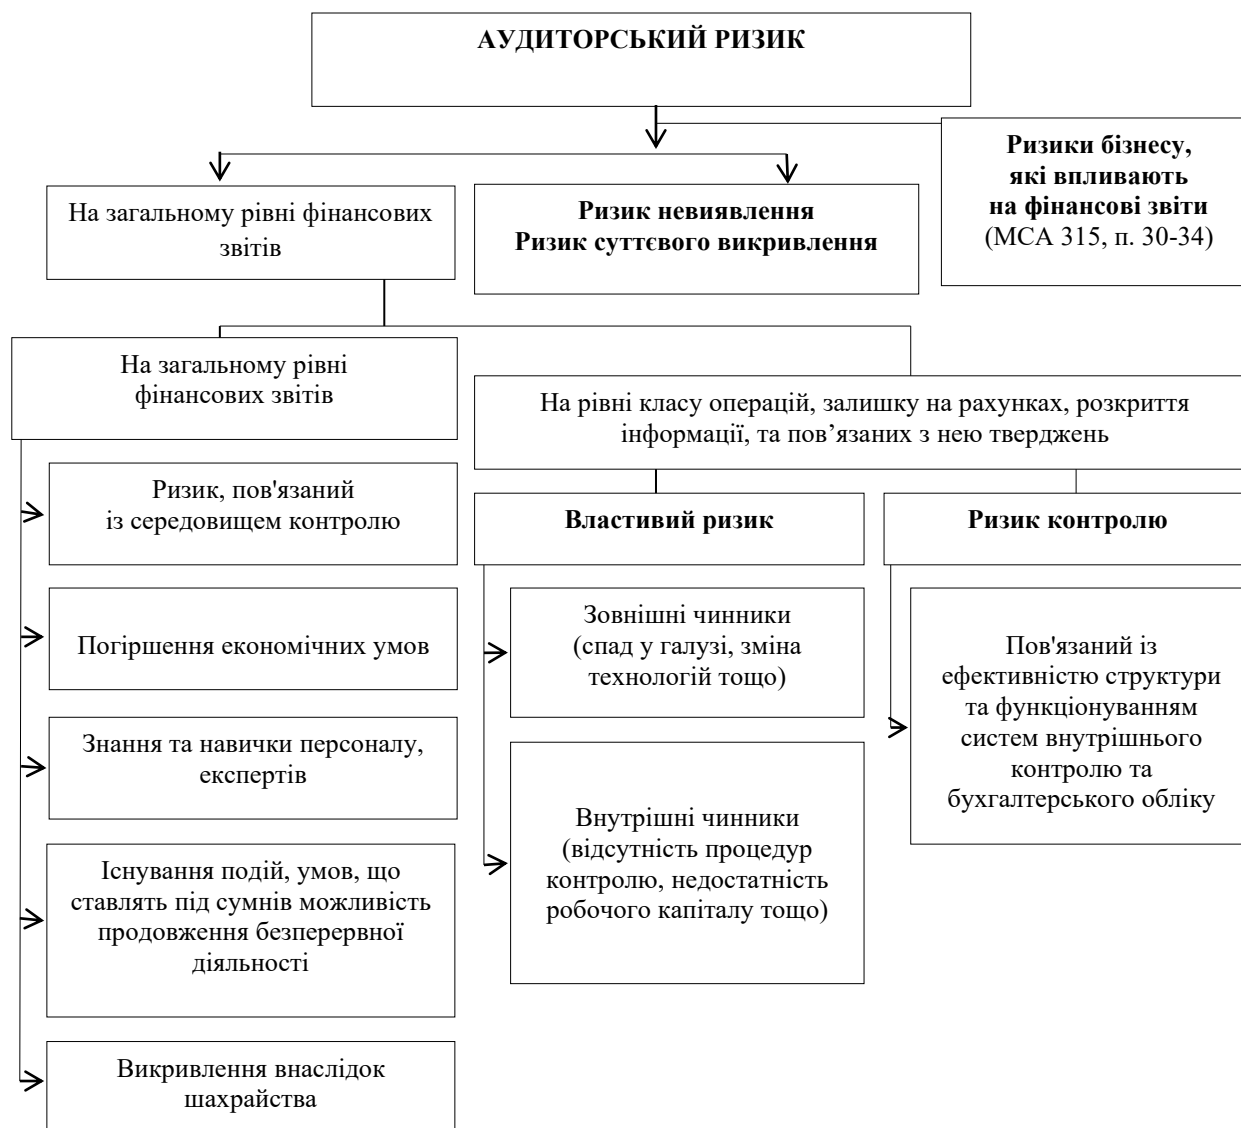 АУДИТОРСЬКИЙ РИЗИК
Ризики бізнесу,
які впливають
на фінансові звіти
(МСА 315, п. 30-34)
На загальному рівні фінансових
звітів
Ризик невиявлення
Ризик суттєвого викривлення
На загальному рівні
фінансових звітів
На рівні класу операцій, залишку на рахунках, розкриття
інформації, та пов’язаних з нею тверджень
Ризик, пов'язаний
із середовищем контролю
Погіршення економічних умов
Знання та навички персоналу,
експертів
Існування подій, умов, що
ставлять під сумнів можливість
продовження безперервної
діяльності
Викривлення внаслідок
шахрайства
Властивий ризик
Зовнішні чинники
(спад у галузі, зміна
технологій тощо)
Внутрішні чинники
(відсутність процедур
контролю, недостатність
робочого капіталу тощо)
Ризик контролю
Пов'язаний із
ефективністю структури
та функціонуванням
систем внутрішнього
контролю та
бухгалтерського обліку